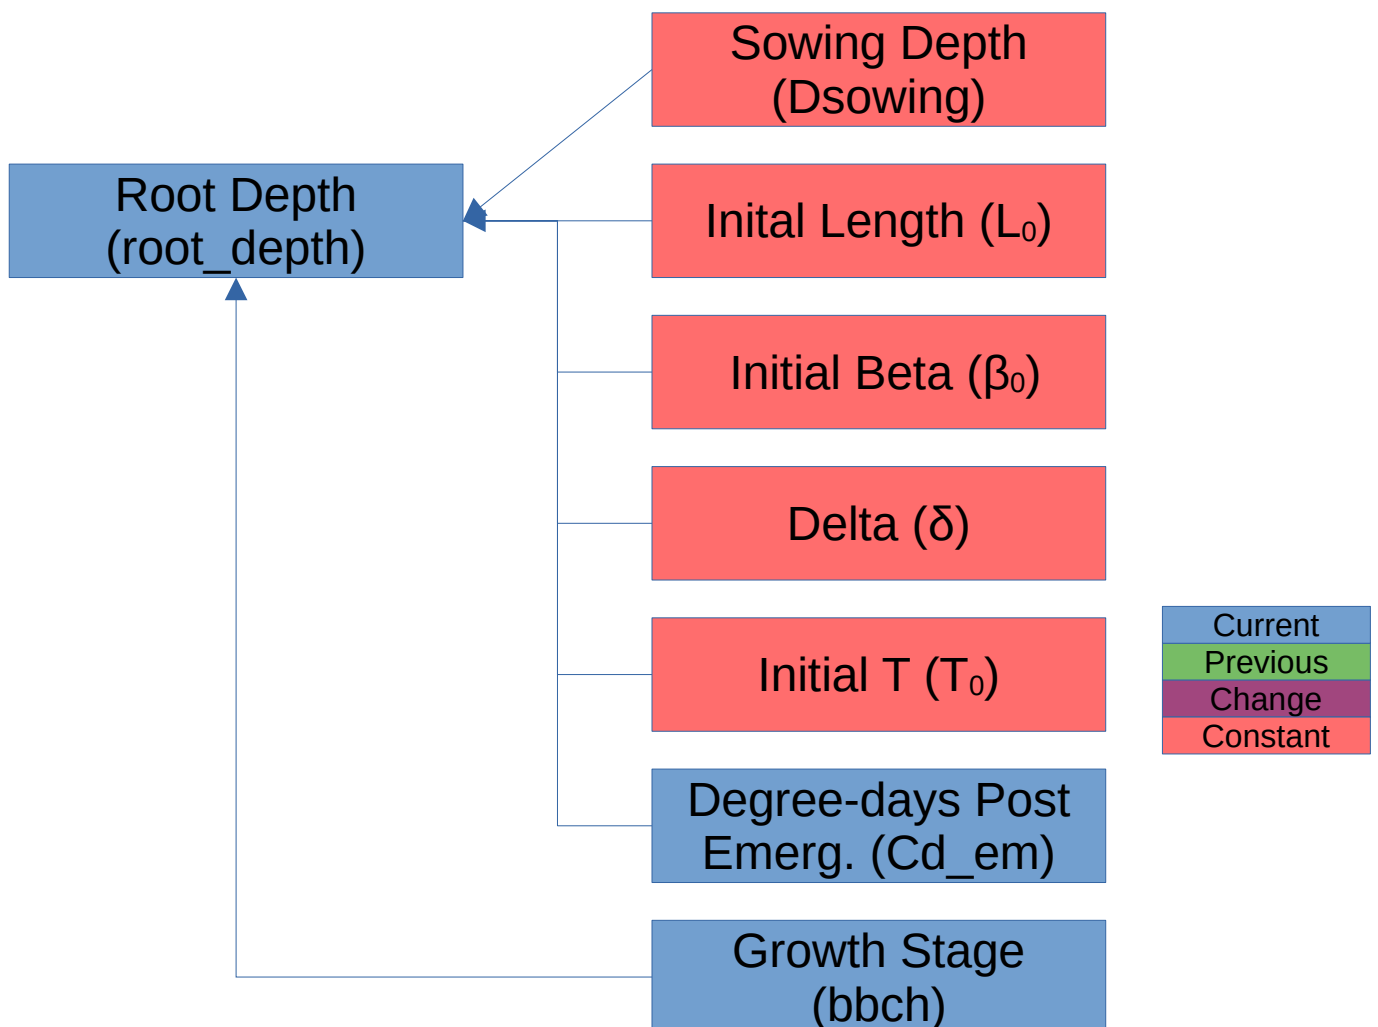 Sowing Depth
(Dsowing)
Root Depth
(root_depth)
Inital Length (L₀)
Initial Beta (β₀)
Delta (δ)
Initial T (T₀)
Current
Previous
Change
Constant
Degree-days Post
Emerg. (Cd_em)
Growth Stage
(bbch)